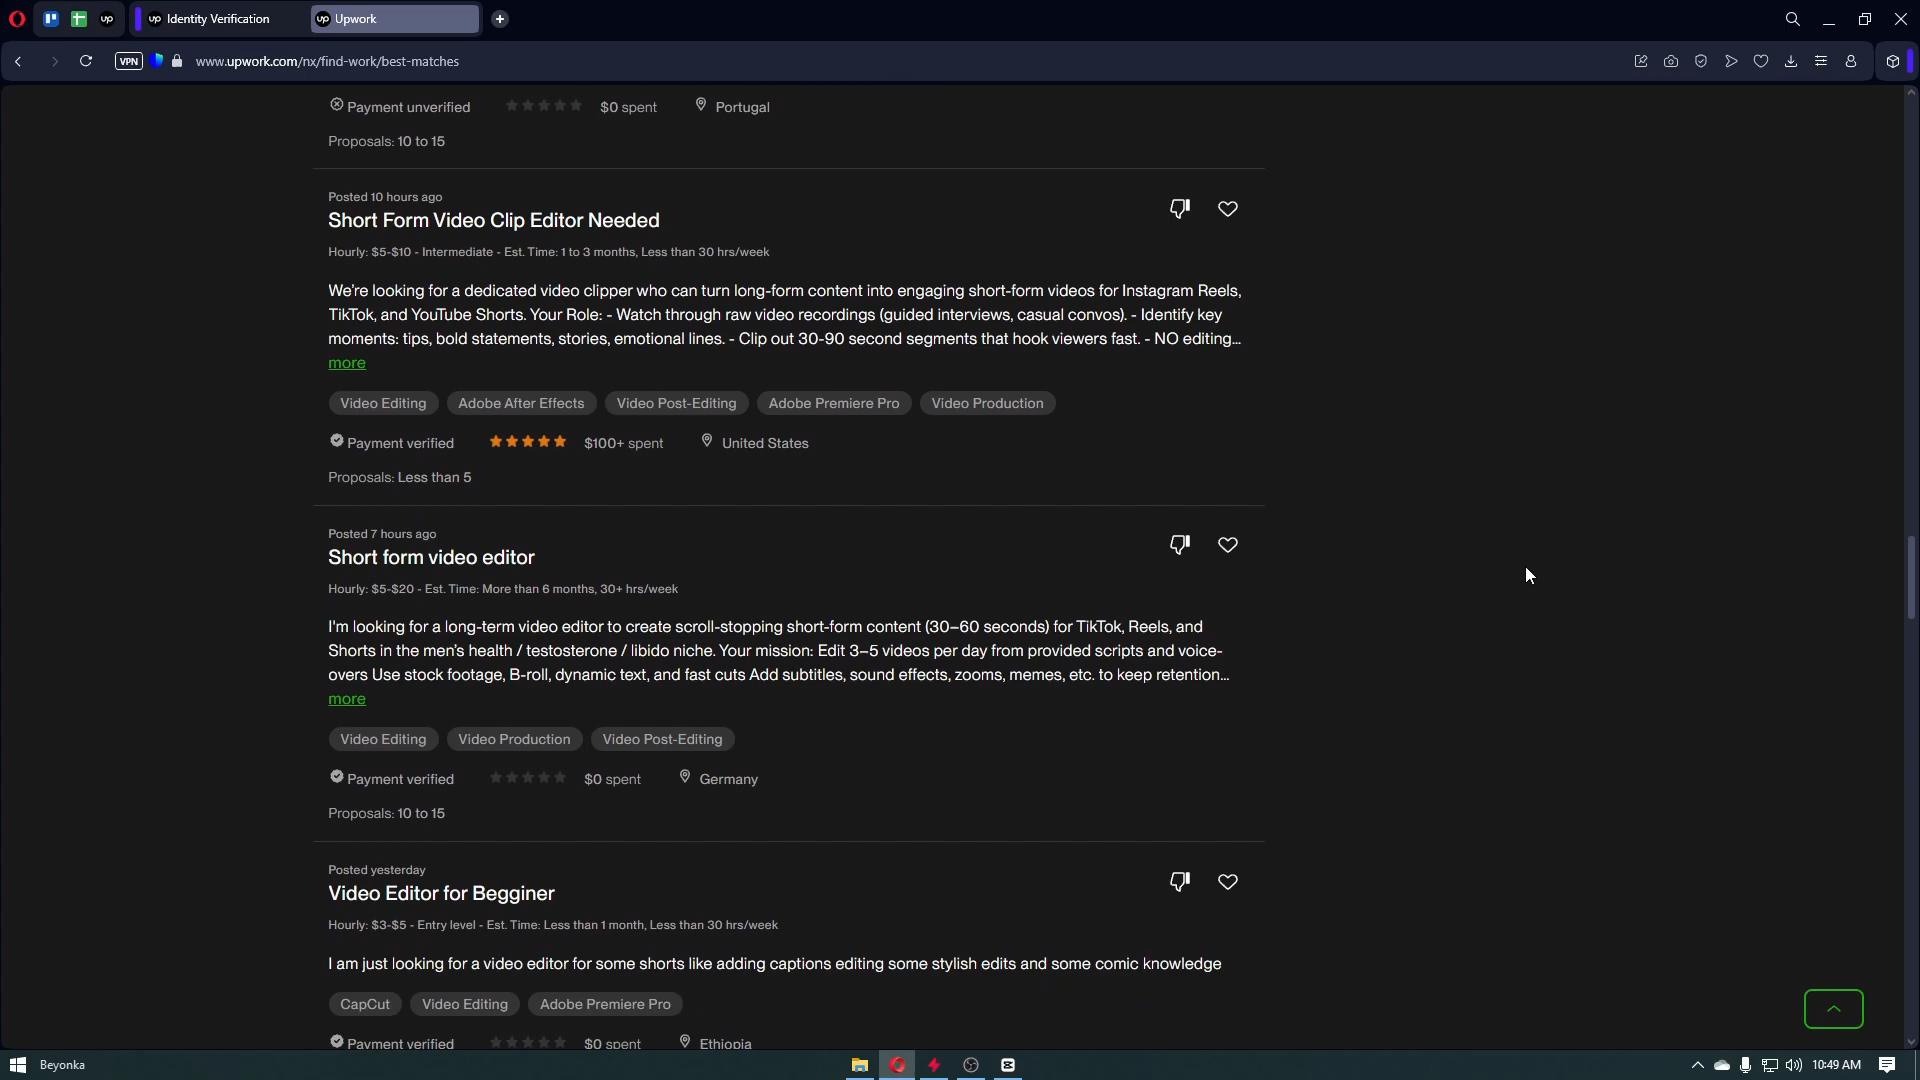 Identity Verification
Upwork
VPN
www.upwork.com/nx/find-work/best-matches
Payment unverified $0 spent Portugal
Proposals: 10 to 15
Posted 10 hours ago
Short Form Video Clip Editor Needed
Hourly: $5-$10 - Intermediate - Est. Time: 1 to 3 months, Less than 30 hrs/week
We're looking for a dedicated video clipper who can turn long-form content into engaging short-form videos for Instagram Reels,
TikTok, and YouTube Shorts. Your Role: - Watch through raw video recordings (guided interviews, casual convos). - Identify key
moments: tips, bold statements, stories, emotional lines. - Clip out 30-90 second segments that hook viewers fast. - NO editing...
more
Video Editing Adobe After Effects Video Post-Editing Adobe Premiere Pro Video Production
Payment verified $100+ spent United States
Proposals: Less than 5
Posted 7 hours ago
Short form video editor
Hourly: $5-$20 - Est. Time: More than 6 months, 30+ hrs/week
I'm looking for a long-term video editor to create scroll-stopping short-form content (30–60 seconds) for TikTok, Reels, and
Shorts in the men's health / testosterone / libido niche. Your mission: Edit 3–5 videos per day from provided scripts and voice-
overs Use stock footage, B-roll, dynamic text, and fast cuts Add subtitles, sound effects, zooms, memes, etc. to keep retention...
more
Video Editing Video Production Video Post-Editing
Payment verified $0 spent Germany
Proposals: 10 to 15
Posted yesterday
Video Editor for Begginer
Hourly: $3-$5 - Entry level - Est. Time: Less than 1 month, Less than 30 hrs/week
I am just looking for a video editor for some shorts like adding captions editing some stylish edits and some comic knowledge
CapCut Video Editing Adobe Premiere Pro
Payment verified $0 spent Ethiopia
Beyonka
10:49 AM